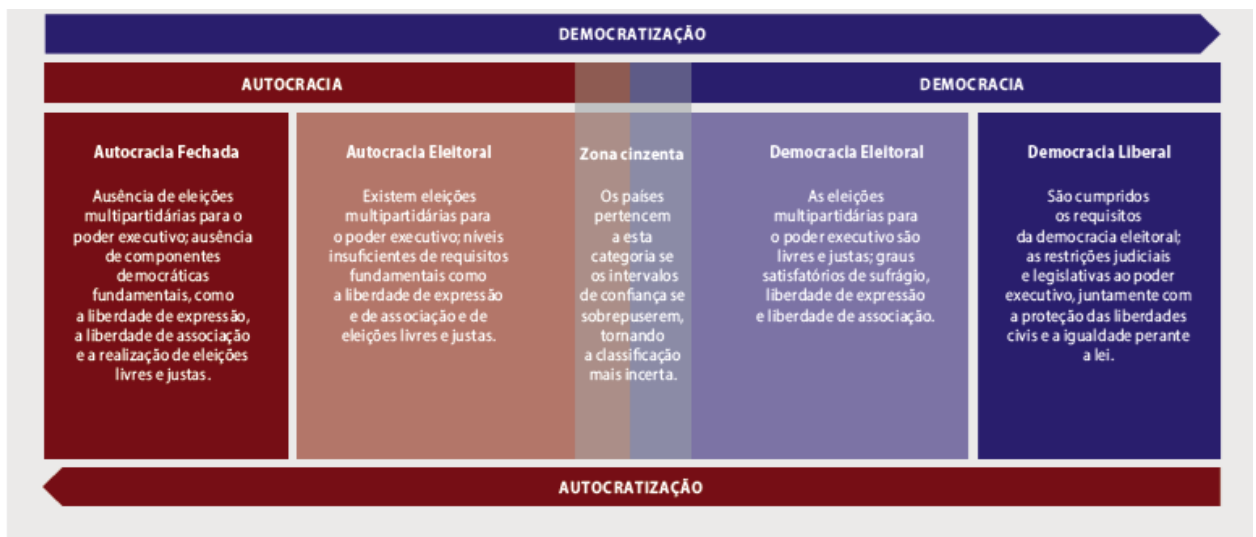 DEMOCRATIZAÇÃO
AUTOCRACIA
DEMOCRACIA
Autocracia Fechada
Ausência de eleições
multipartidárias para o
poder executivo; ausência
de componentes
democráticas
fundamentais, como
a liberdade de expressão,
a liberdade de associação
e a realização de eleições
livres e justas.
Autocracia Eleitoral
Existem eleições
multipartidárias para
o poder executivo; níveis
insuficientes de requisitos
fundamentais como
a liberdade de expressão
e de associação e de
eleições livres e justas.
Zona cinzenta
Os países
pertencem
a esta
categoria se
os intervalos
de confiança se
sobrepuserem,
tornando
a classificação
mais incerta.
Democracia Eleitoral
As eleições
multipartidárias para
o poder executivo são
livres e justas; graus
satisfatórios de sufrágio,
liberdade de expressão
e liberdade de associação.
Democracia Liberal
São cumpridos
os requisitos
da democracia eleitoral;
as restrições judiciais
e legislativas ao poder
executivo, juntamente com
a proteção das liberdades
civis e a igualdade perante
a lei.
AUTOCRATIZAÇÃO